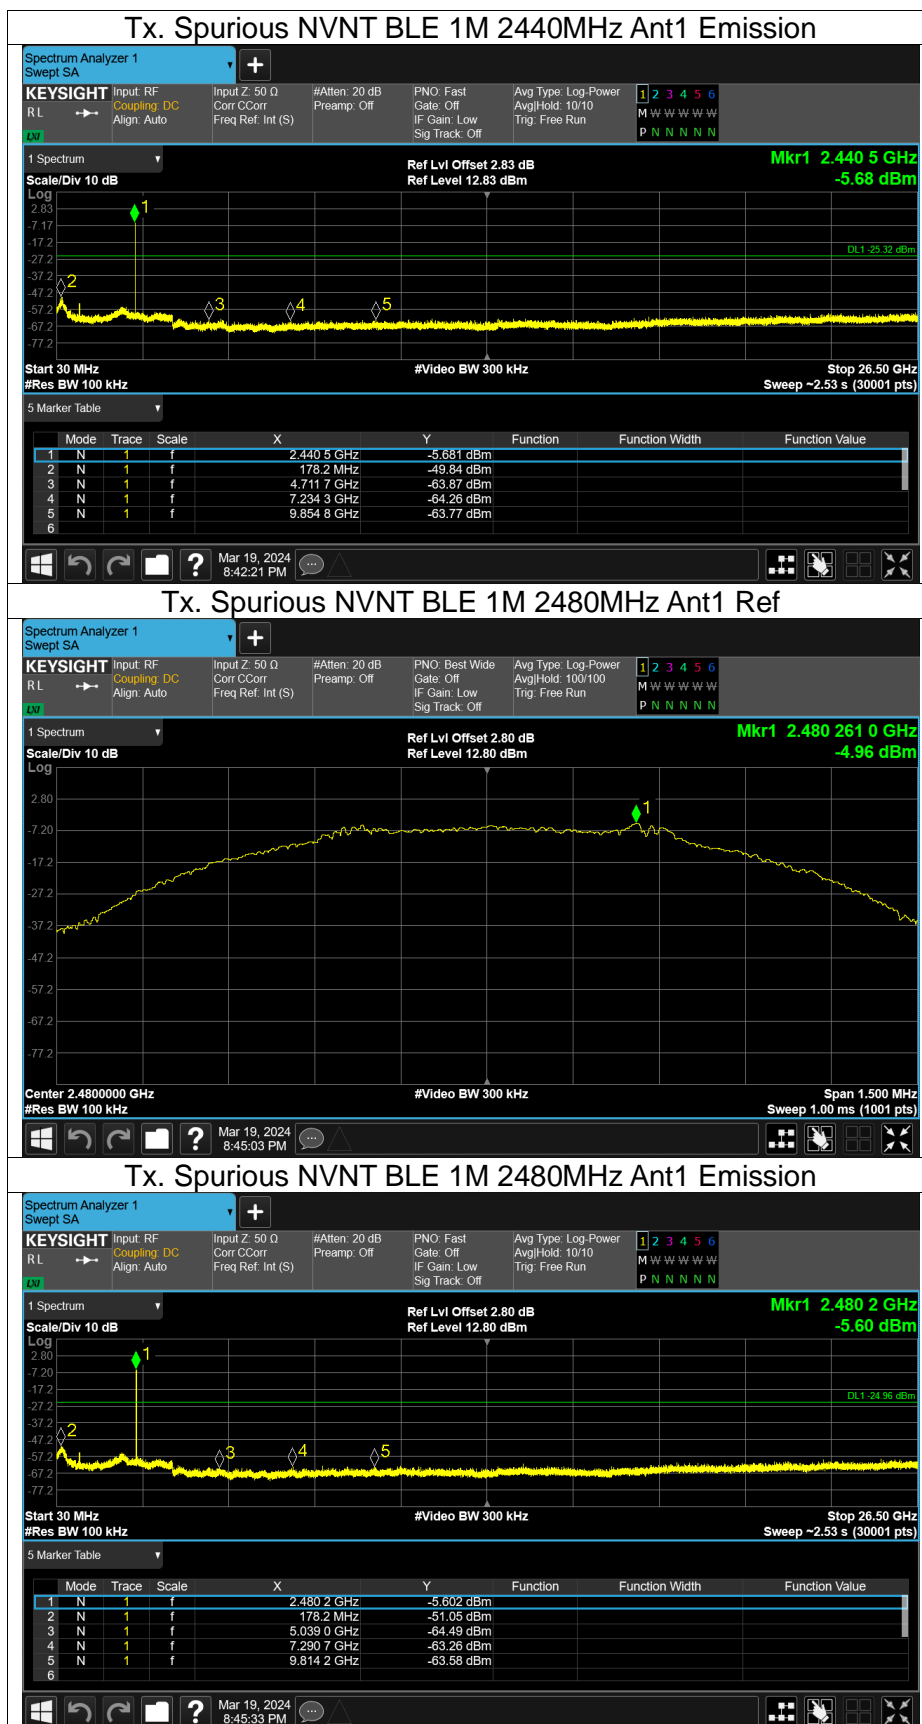 Tx. Spurious NVNT BLE 1M 2440MHz Ant1 Emission
Spectrum Analyzer 1
Swept SA
KEYSIGHT Input: RF Input Z: 50 Ω #Atten: 20 dB PNO: Fast Avg Type: Log-Power 1 2 3 4 5 6
R L Coupling: DC Corr CCorr Preamp: Off Gate: Off Avg|Hold: 10/10 M W W W W W
Align: Auto Freq Ref: Int (S) IF Gain: Low Trig: Free Run
LXI Sig Track: Off P N N N N N
1 Spectrum Ref Lvl Offset 2.83 dB Mkr1 2.440 5 GHz
Scale/Div 10 dB Ref Level 12.83 dBm -5.68 dBm
Log
2.83 1
-7.17
-17.2 DL1 -25.32 dBm
-27.2
-37.2 2
-47.2
-57.2 3 4 5
-67.2
-77.2
Start 30 MHz #Video BW 300 kHz Stop 26.50 GHz
#Res BW 100 kHz Sweep ~2.53 s (30001 pts)
5 Marker Table
Mode Trace Scale X Y Function Function Width Function Value
1 N 1 f 2.440 5 GHz -5.681 dBm
2 N 1 f 178.2 MHz -49.84 dBm
3 N 1 f 4.711 7 GHz -63.87 dBm
4 N 1 f 7.234 3 GHz -64.26 dBm
5 N 1 f 9.854 8 GHz -63.77 dBm
6
? Mar 19, 2024
8:42:21 PM
Tx. Spurious NVNT BLE 1M 2480MHz Ant1 Ref
Spectrum Analyzer 1
Swept SA
KEYSIGHT Input: RF Input Z: 50 Ω #Atten: 20 dB PNO: Best Wide Avg Type: Log-Power 1 2 3 4 5 6
R L Coupling: DC Corr CCorr Preamp: Off Gate: Off Avg|Hold: 100/100 M W W W W W
Align: Auto Freq Ref: Int (S) IF Gain: Low Trig: Free Run
LXI Sig Track: Off P N N N N N
1 Spectrum Ref Lvl Offset 2.80 dB Mkr1 2.480 261 0 GHz
Scale/Div 10 dB Ref Level 12.80 dBm -4.96 dBm
Log
2.80 1
-7.20
-17.2
-27.2
-37.2
-47.2
-57.2
-67.2
-77.2
Center 2.4800000 GHz #Video BW 300 kHz Span 1.500 MHz
#Res BW 100 kHz Sweep 1.00 ms (1001 pts)
? Mar 19, 2024
8:45:03 PM
Tx. Spurious NVNT BLE 1M 2480MHz Ant1 Emission
Spectrum Analyzer 1
Swept SA
KEYSIGHT Input: RF Input Z: 50 Ω #Atten: 20 dB PNO: Fast Avg Type: Log-Power 1 2 3 4 5 6
R L Coupling: DC Corr CCorr Preamp: Off Gate: Off Avg|Hold: 10/10 M W W W W W
Align: Auto Freq Ref: Int (S) IF Gain: Low Trig: Free Run
LXI Sig Track: Off P N N N N N
1 Spectrum Ref Lvl Offset 2.80 dB Mkr1 2.480 2 GHz
Scale/Div 10 dB Ref Level 12.80 dBm -5.60 dBm
Log
2.80 1
-7.20
-17.2 DL1 -24.96 dBm
-27.2
-37.2 2
-47.2
-57.2 3 4 5
-67.2
-77.2
Start 30 MHz #Video BW 300 kHz Stop 26.50 GHz
#Res BW 100 kHz Sweep ~2.53 s (30001 pts)
5 Marker Table
Mode Trace Scale X Y Function Function Width Function Value
1 N 1 f 2.480 2 GHz -5.602 dBm
2 N 1 f 178.2 MHz -51.05 dBm
3 N 1 f 5.039 0 GHz -64.49 dBm
4 N 1 f 7.290 7 GHz -63.26 dBm
5 N 1 f 9.814 2 GHz -63.58 dBm
6
? Mar 19, 2024
8:45:33 PM